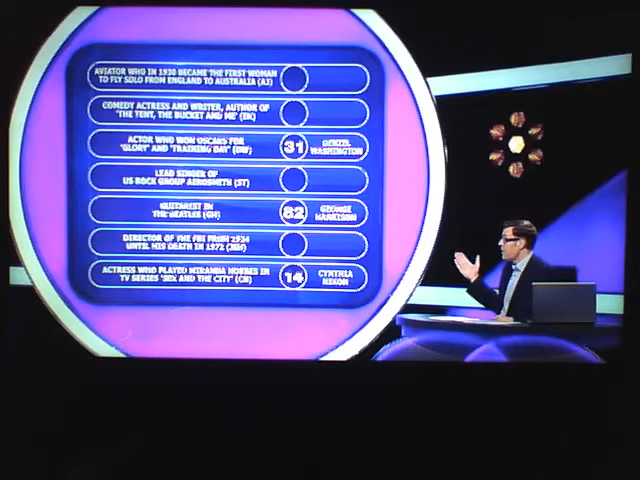 AVIATOR WHO IN 1930 BECAME THE FIRST WOMAN
TO FLY SOLO FROM ENGLAND TO AUSTRALIA (AJ)
COMEDY ACTRESS AND WRITER, AUTHOR OF
'THE TENT, THE BUCKET AND ME' (EK)
ACTOR WHO WON OSCARS FOR
'GLORY' AND 'TRAINING DAY' (DW)
31
DENZEL
WASHINGTON
LEAD SINGER OF
US ROCK GROUP AEROSMITH (ST)
GUITARIST IN
THE BEATLES (GH)
82
GEORGE
HARRISON
DIRECTOR OF THE FBI FROM 1924
UNTIL HIS DEATH IN 1972 (JEH)
ACTRESS WHO PLAYED MIRANDA HOBBES IN
TV SERIES 'SEX AND THE CITY' (CN)
14
CYNTHIA
NIXON